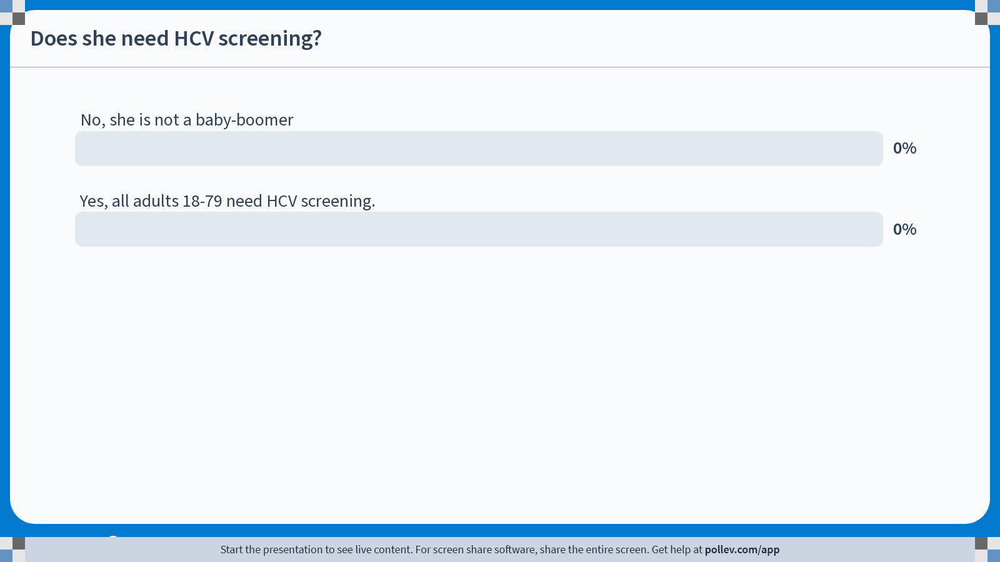 Does she need HCV screening?
No, she is not a baby-boomer
0%
Yes, all adults 18-79 need HCV screening.
0%
Start the presentation to see live content. For screen share software, share the entire screen. Get help at pollev.com/app